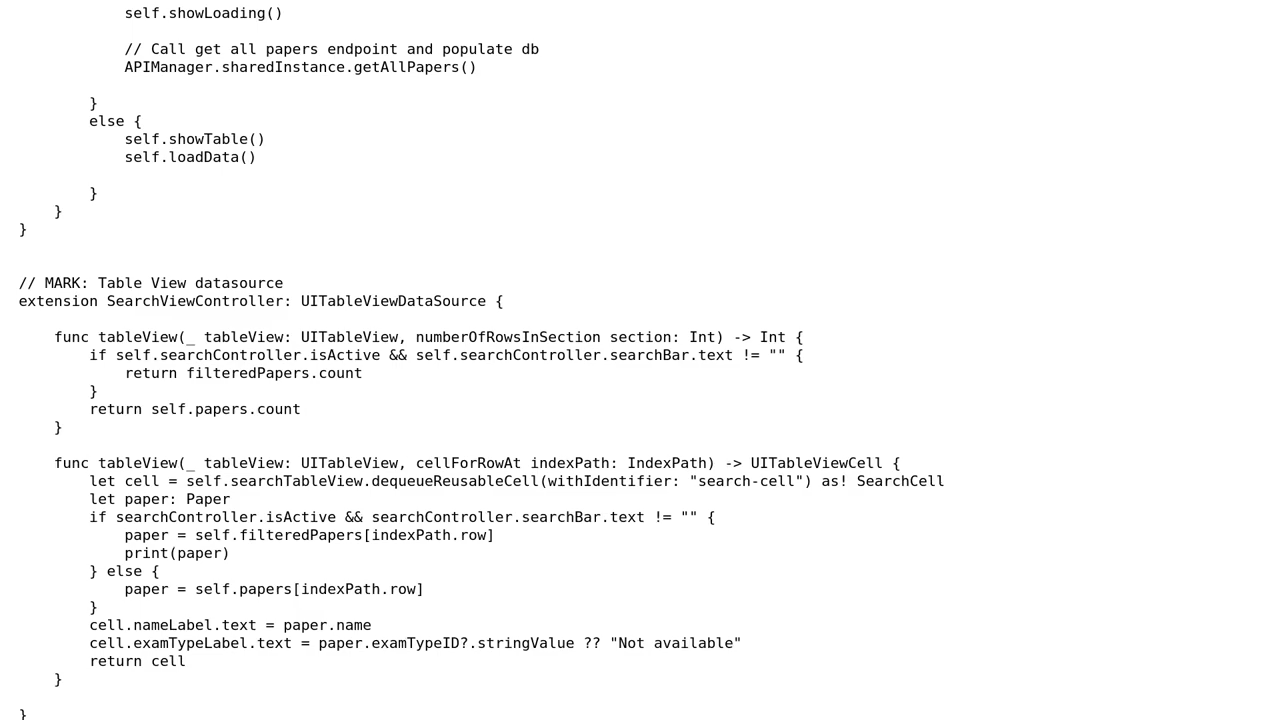 self.showLoading()

            // Call get all papers endpoint and populate db
            APIManager.sharedInstance.getAllPapers()

        }
        else {
            self.showTable()
            self.loadData()

        }
    }
}


// MARK: Table View datasource
extension SearchViewController: UITableViewDataSource {

    func tableView(_ tableView: UITableView, numberOfRowsInSection section: Int) -> Int {
        if self.searchController.isActive && self.searchController.searchBar.text != "" {
            return filteredPapers.count
        }
        return self.papers.count
    }

    func tableView(_ tableView: UITableView, cellForRowAt indexPath: IndexPath) -> UITableViewCell {
        let cell = self.searchTableView.dequeueReusableCell(withIdentifier: "search-cell") as! SearchCell
        let paper: Paper
        if searchController.isActive && searchController.searchBar.text != "" {
            paper = self.filteredPapers[indexPath.row]
            print(paper)
        } else {
            paper = self.papers[indexPath.row]
        }
        cell.nameLabel.text = paper.name
        cell.examTypeLabel.text = paper.examTypeID?.stringValue ?? "Not available"
        return cell
    }

}